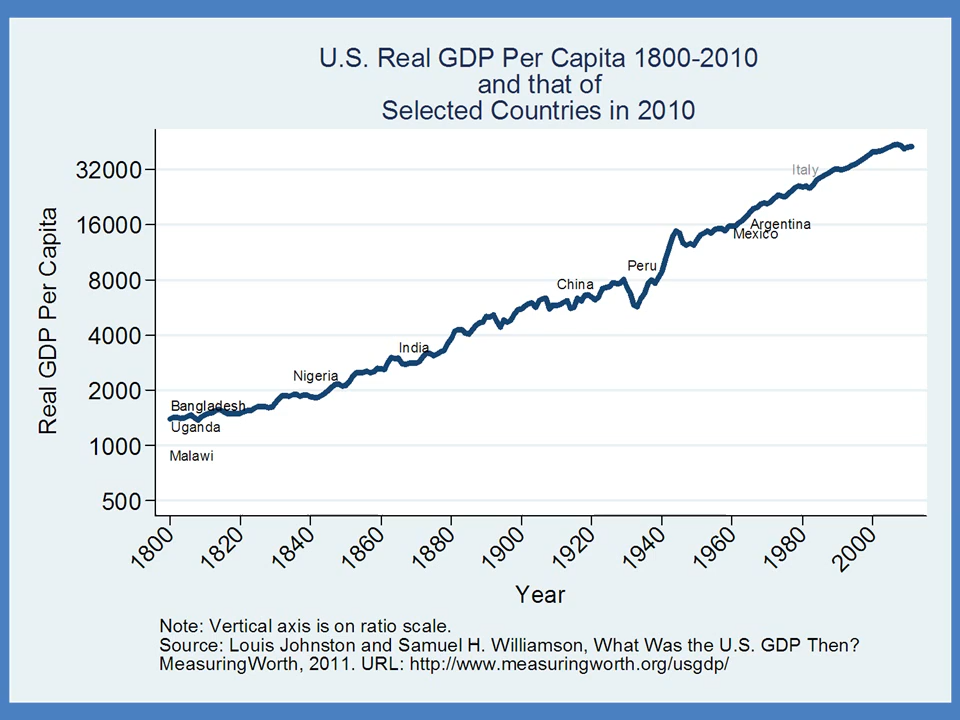 U.S. Real GDP Per Capita 1800-2010
and that of
Selected Countries in 2010
Real GDP Per Capita
32000
16000
8000
4000
2000
1000
500
Italy
Argentina
Mexico
Peru
China
India
Nigeria
Bangladesh
Uganda
Malawi
1800 1820 1840 1860 1880 1900 1920 1940 1960 1980 2000
Year
Note: Vertical axis is on ratio scale.
Source: Louis Johnston and Samuel H. Williamson, What Was the U.S. GDP Then?
MeasuringWorth, 2011. URL: http://www.measuringworth.org/usgdp/